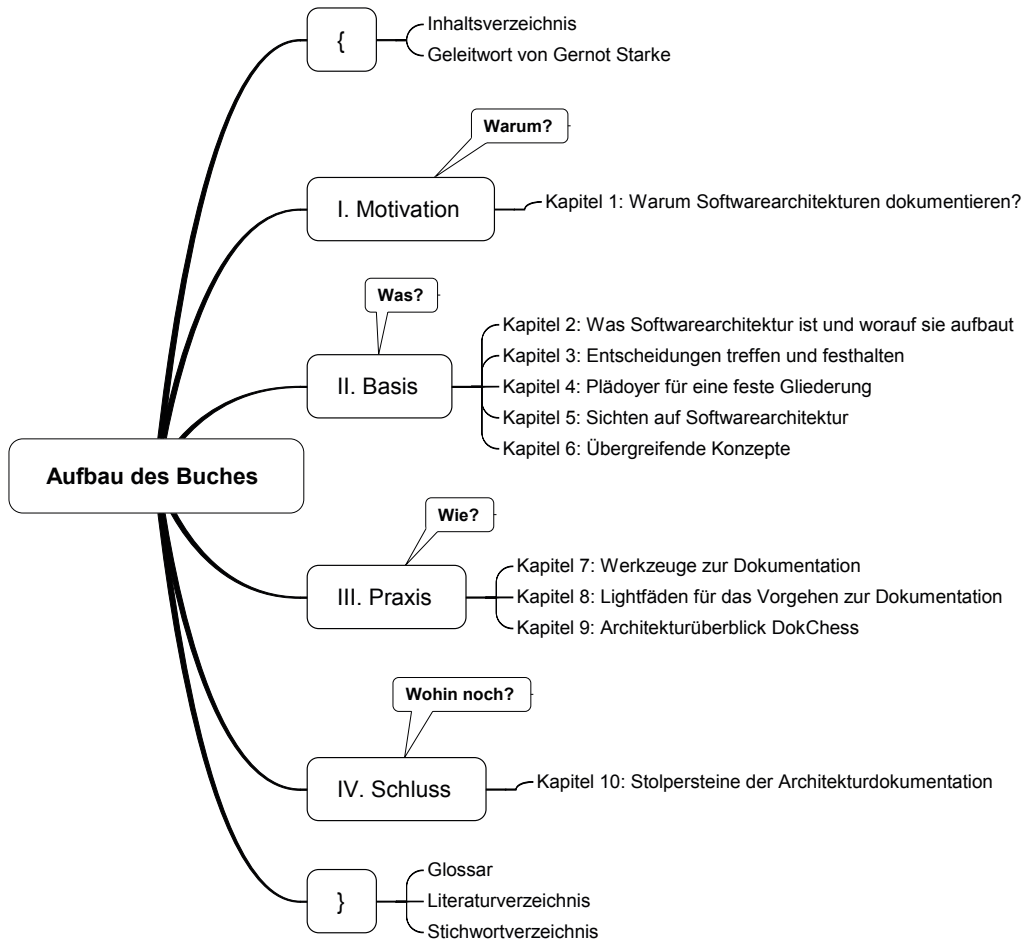 {
Inhaltsverzeichnis
Geleitwort von Gernot Starke
Warum?
I. Motivation
Kapitel 1: Warum Softwarearchitekturen dokumentieren?
Was?
II. Basis
Kapitel 2: Was Softwarearchitektur ist und worauf sie aufbaut
Kapitel 3: Entscheidungen treffen und festhalten
Kapitel 4: Plädoyer für eine feste Gliederung
Kapitel 5: Sichten auf Softwarearchitektur
Kapitel 6: Übergreifende Konzepte
Aufbau des Buches
Wie?
III. Praxis
Kapitel 7: Werkzeuge zur Dokumentation
Kapitel 8: Lightfäden für das Vorgehen zur Dokumentation
Kapitel 9: Architekturüberblick DokChess
Wohin noch?
IV. Schluss
Kapitel 10: Stolpersteine der Architekturdokumentation
}
Glossar
Literaturverzeichnis
Stichwortverzeichnis